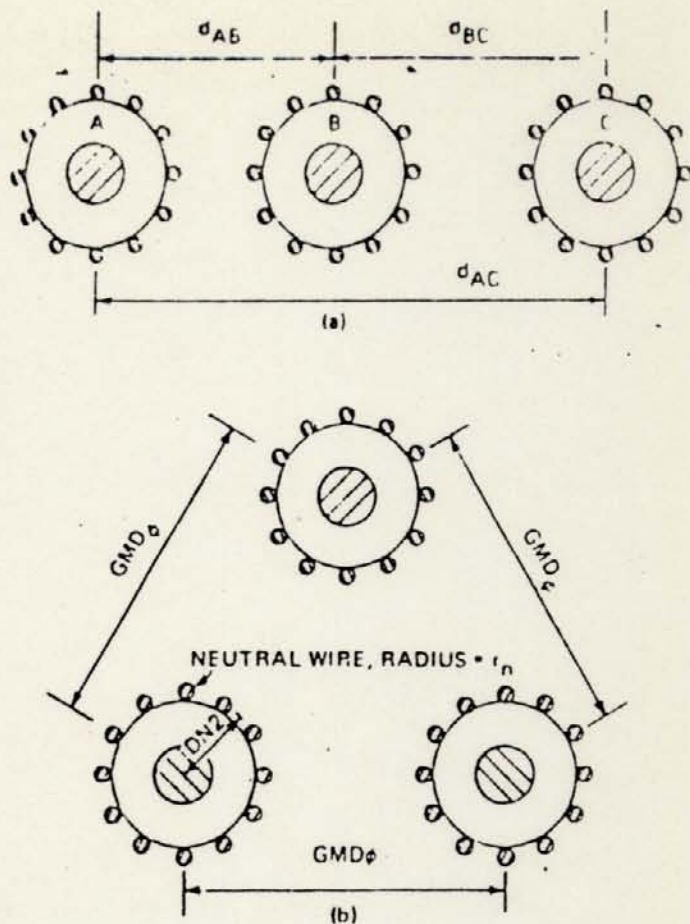 dAB
dBC
A
B
C
dAC
(a)
GMDφ
GMDφ
NEUTRAL WIRE, RADIUS = rn
DN2
GMDφ
(b)